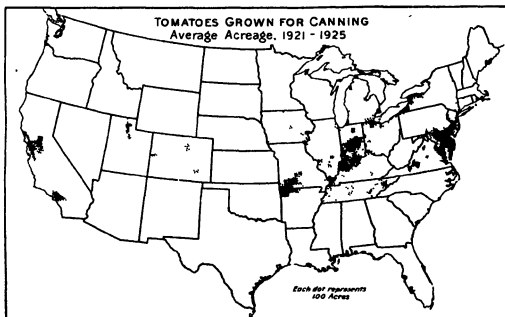 TOMATOES GROWN FOR CANNING
Average Acreage, 1921 - 1925
Each dot represents
100 Acres